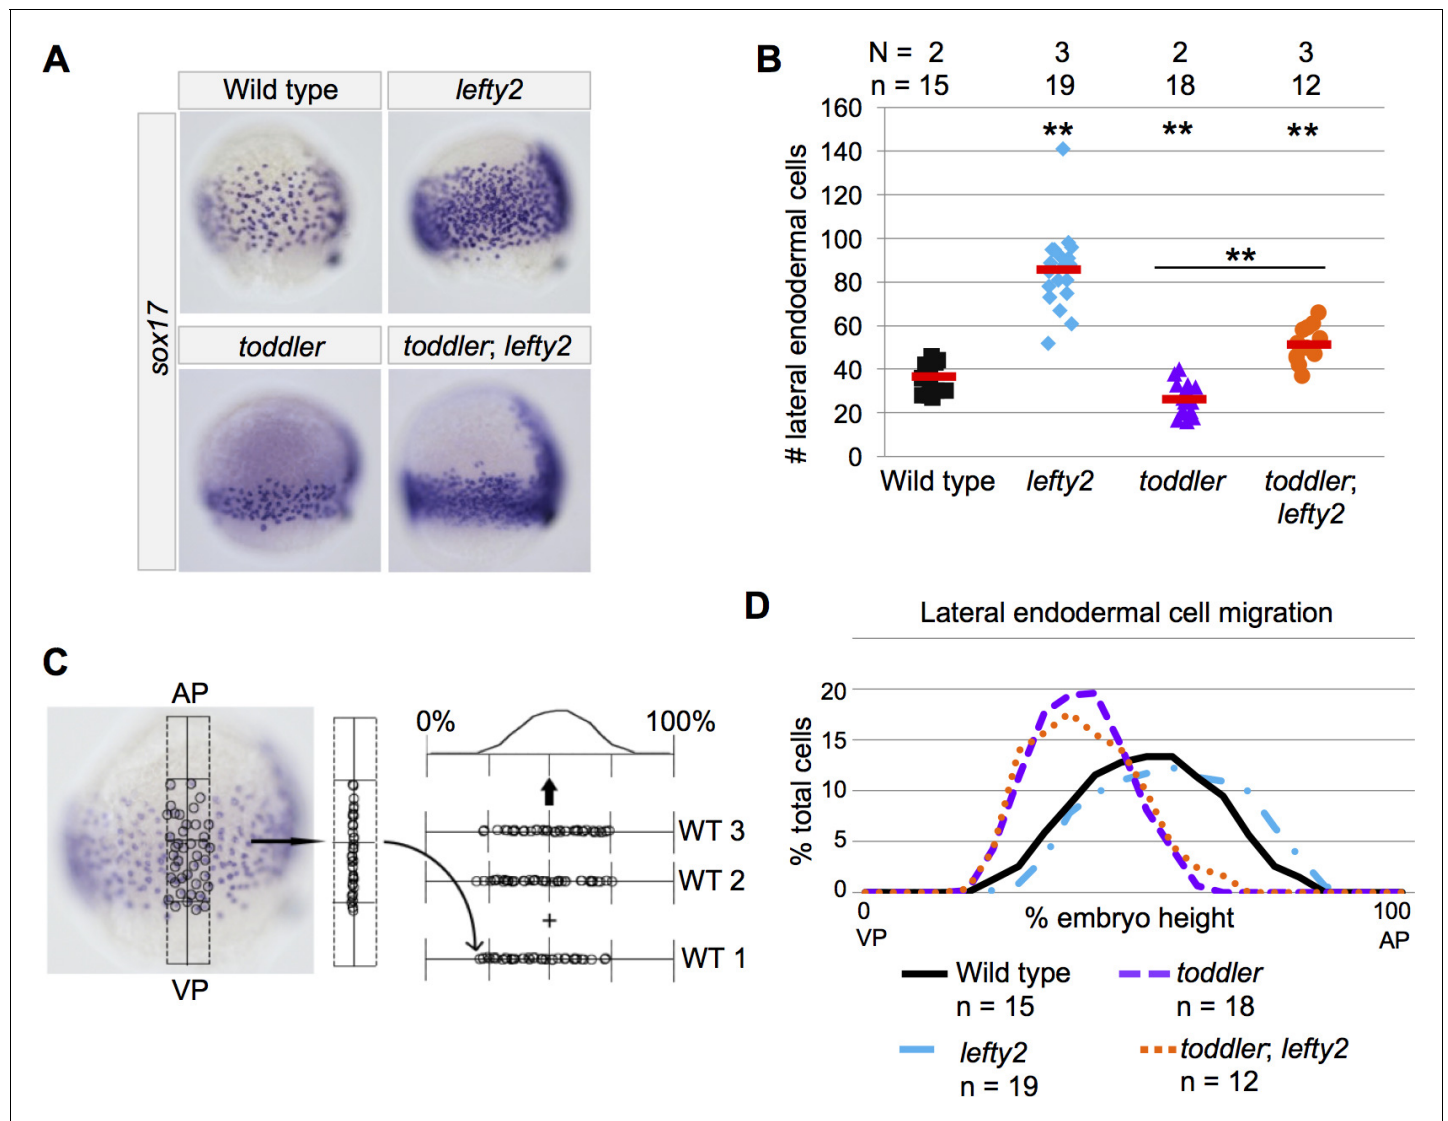 A
Wild type
lefty2
sox17
toddler
toddler; lefty2
B
N = 2 3 2 3
n = 15 19 18 12
# lateral endodermal cells
160
140
120
100
80
60
40
20
0
** ** **
**
Wild type
lefty2
toddler
toddler;
lefty2
C
AP
VP
0%
100%
WT 3
WT 2
+
WT 1
D
Lateral endodermal cell migration
% total cells
20
15
10
5
0
0
VP
% embryo height
100
AP
Wild type
n = 15
toddler
n = 18
lefty2
n = 19
toddler; lefty2
n = 12